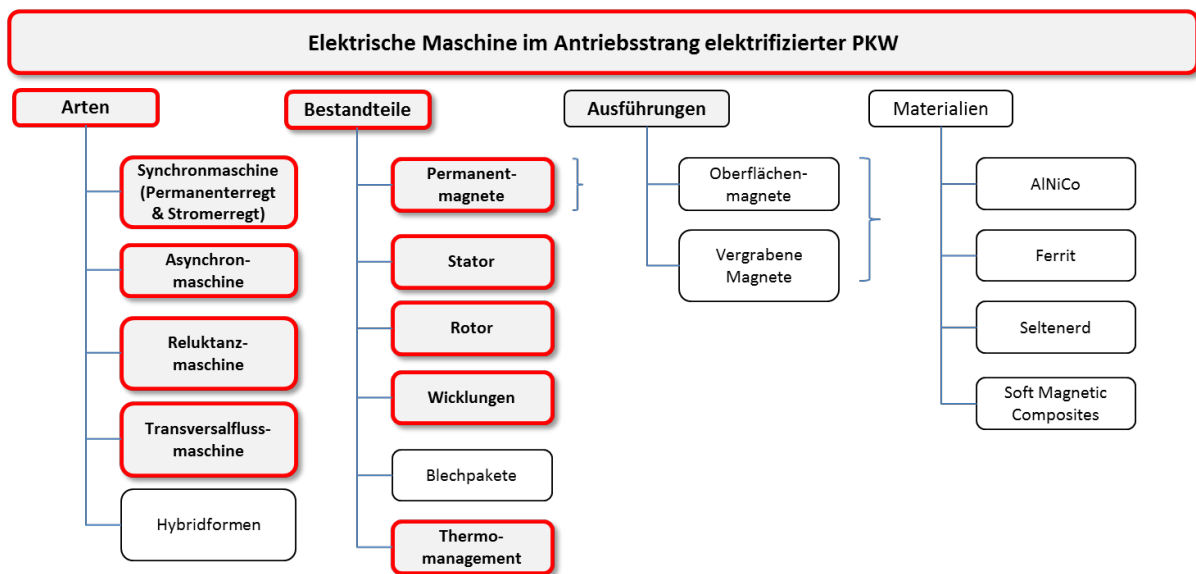 Elektrische Maschine im Antriebsstrang elektrifizierter PKW
Arten
Synchronmaschine
(Permanenterregt
& Stromerregt)
Asynchron-
maschine
Reluktanz-
maschine
Transversalfluss-
maschine
Hybridformen
Bestandteile
Permanent-
magnete
Stator
Rotor
Wicklungen
Blechpakete
Thermo-
management
Ausführungen
Oberflächen-
magnete
Vergrabene
Magnete
Materialien
AlNiCo
Ferrit
Seltenerd
Soft Magnetic
Composites